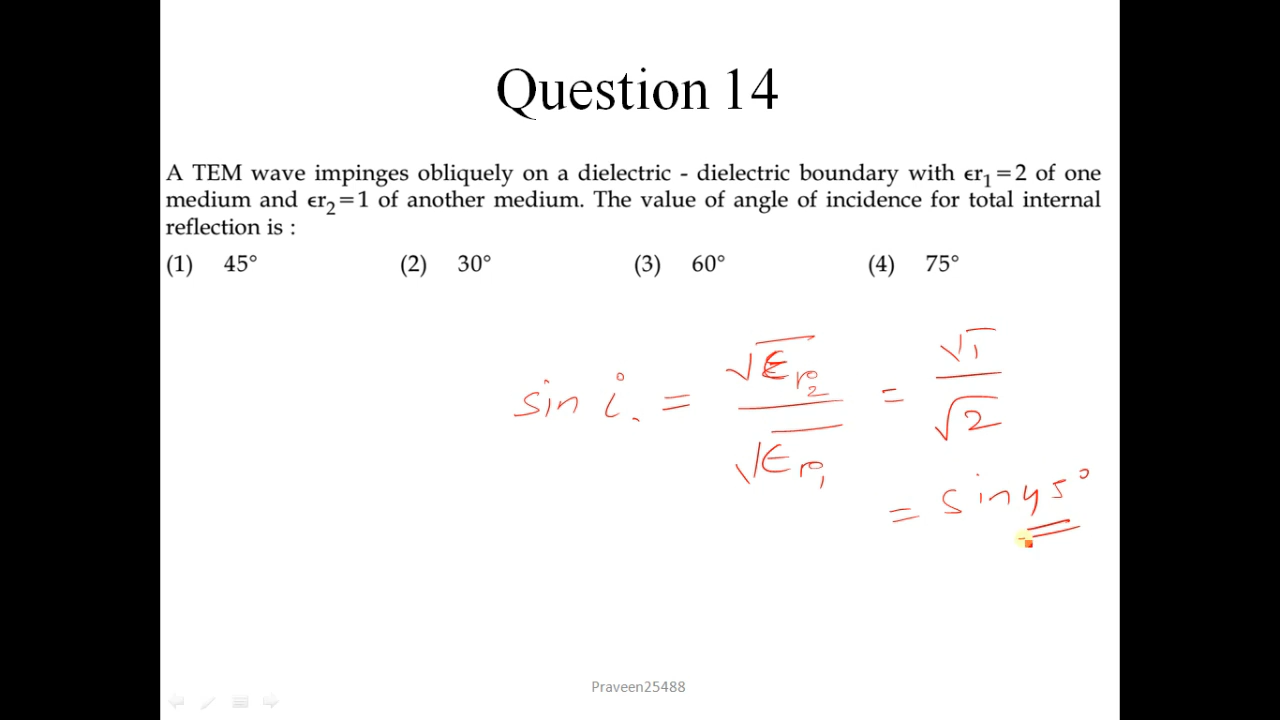 Question 14
A TEM wave impinges obliquely on a dielectric - dielectric boundary with ϵr₁=2 of one
medium and ϵr₂=1 of another medium. The value of angle of incidence for total internal
reflection is :
(1) 45° (2) 30° (3) 60° (4) 75°
sin i = √ϵr₂ / √ϵr₁ = √1 / √2
= sin 45°
Praveen25488